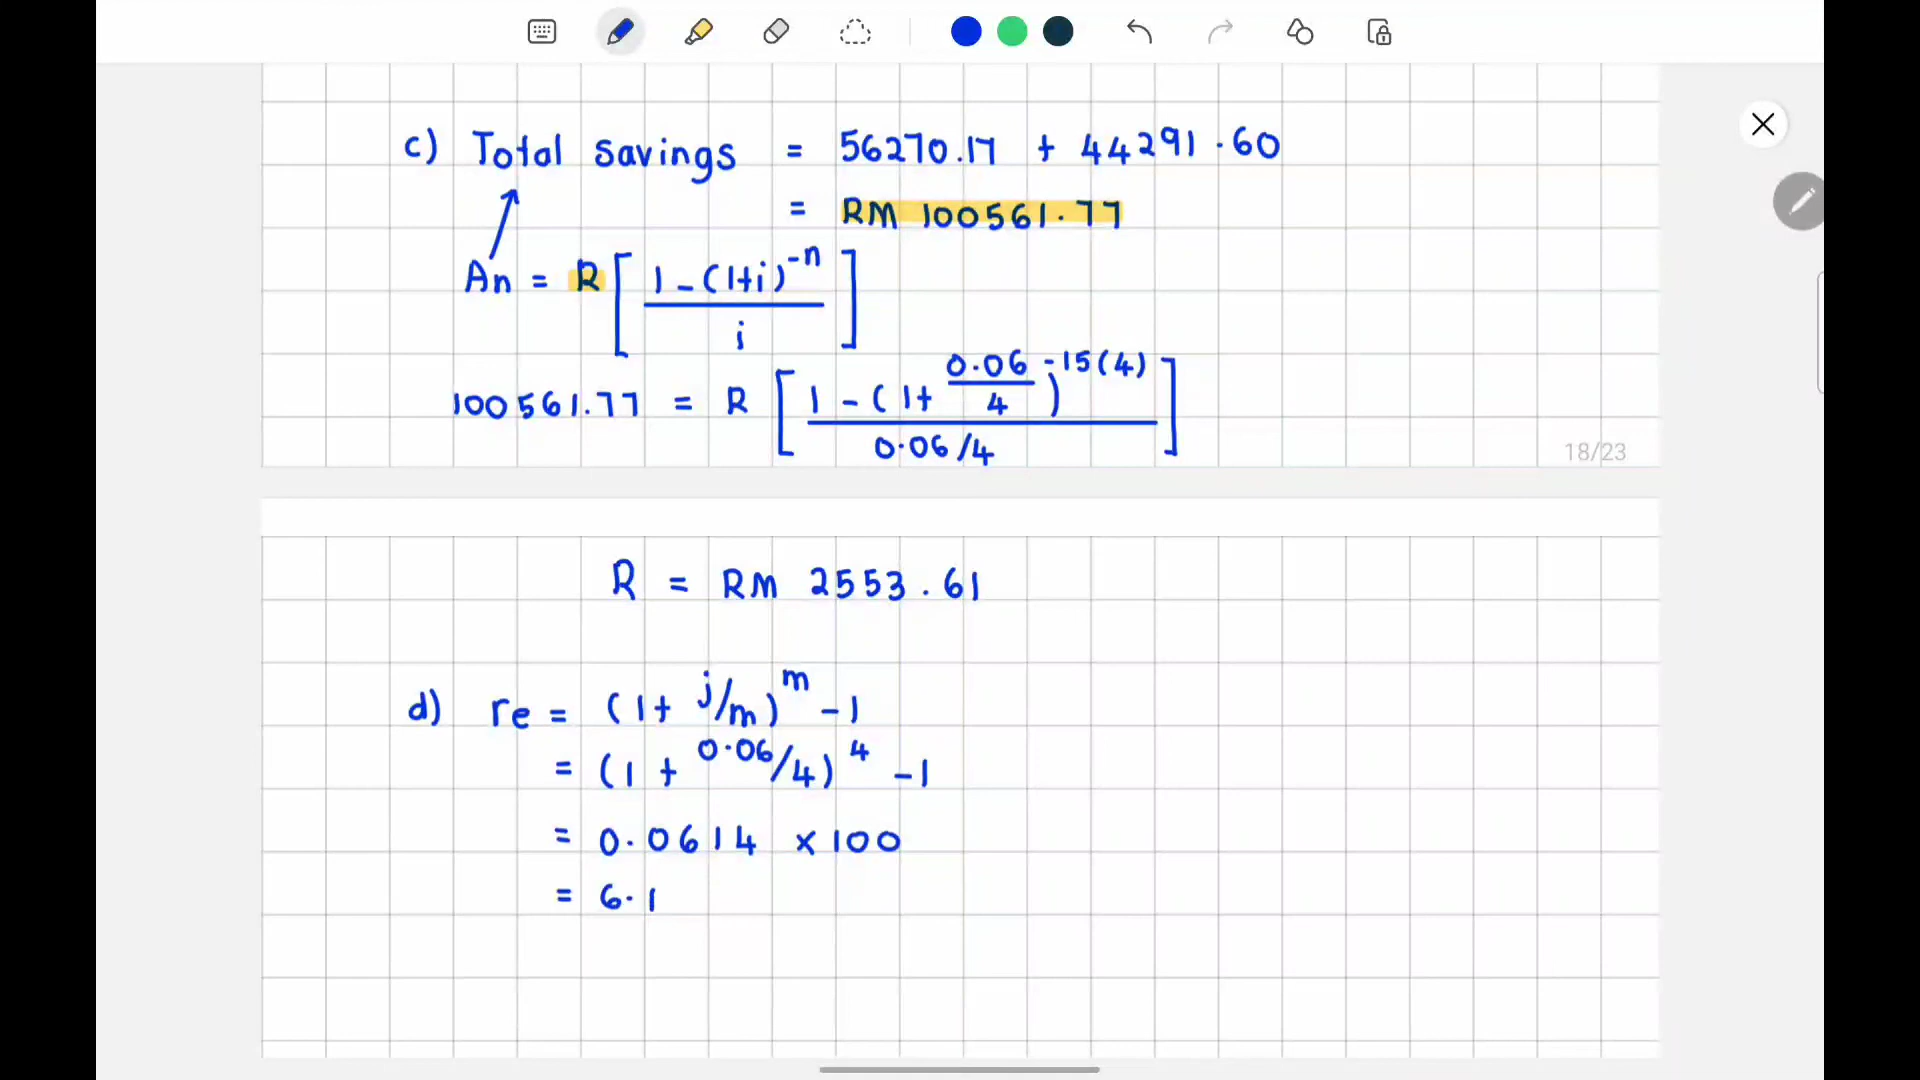 c) Total savings = 56270.17 + 44291.60
= RM 100561.77
An = R [ 1 - (1+i)^-n / i ]
100561.77 = R [ 1 - (1 + 0.06/4)^-15(4) / 0.06/4 ]
18/23
R = RM 2553.61
d) re = (1 + j/m)^m - 1
= (1 + 0.06/4)^4 - 1
= 0.0614 x 100
= 6.1